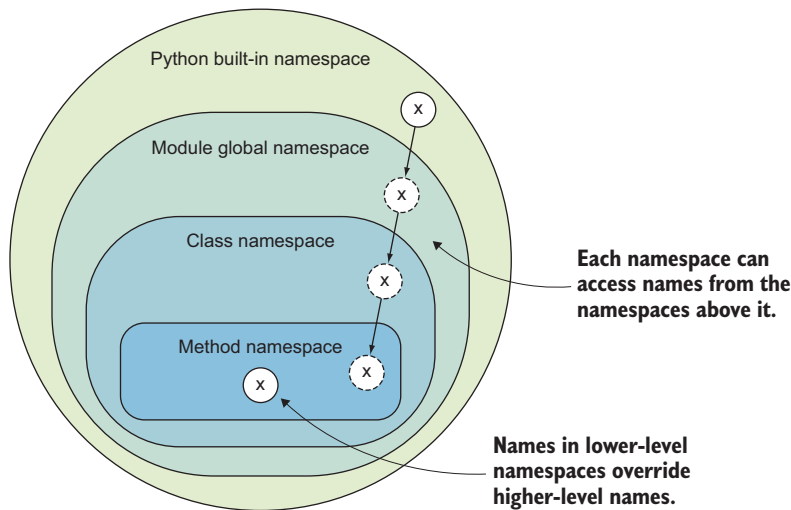 Python built-in namespace
x
Module global namespace
x
Class namespace
x
Each namespace can
access names from the
namespaces above it.
Method namespace
x
x
Names in lower-level
namespaces override
higher-level names.